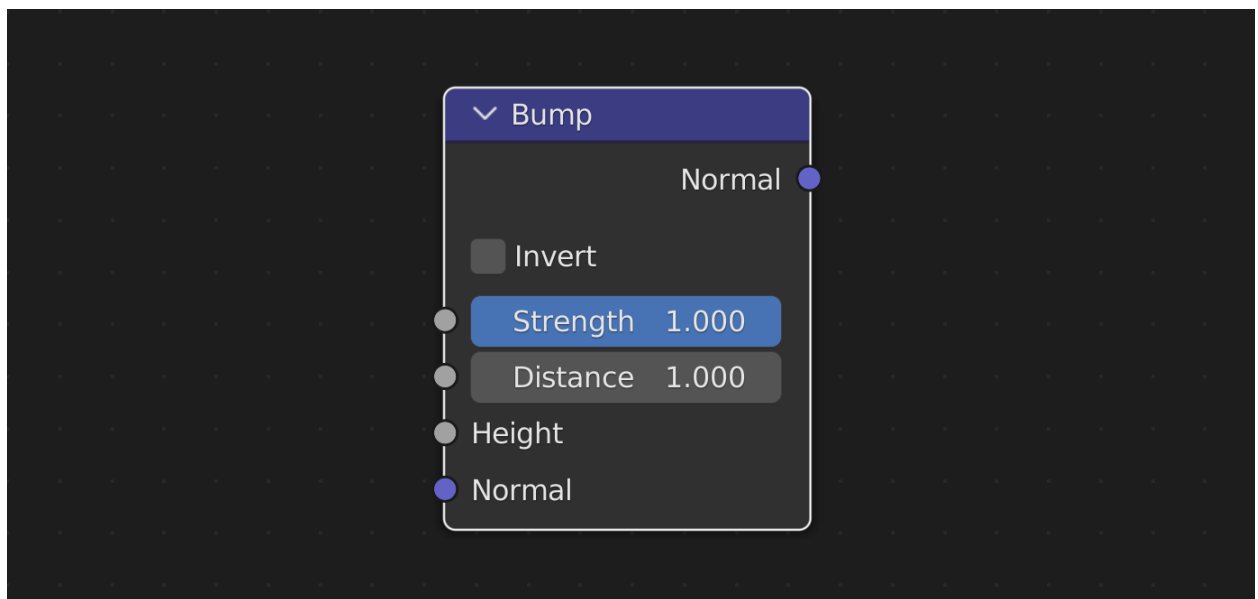 Bump
Normal
Invert
Strength 1.000
Distance 1.000
Height
Normal